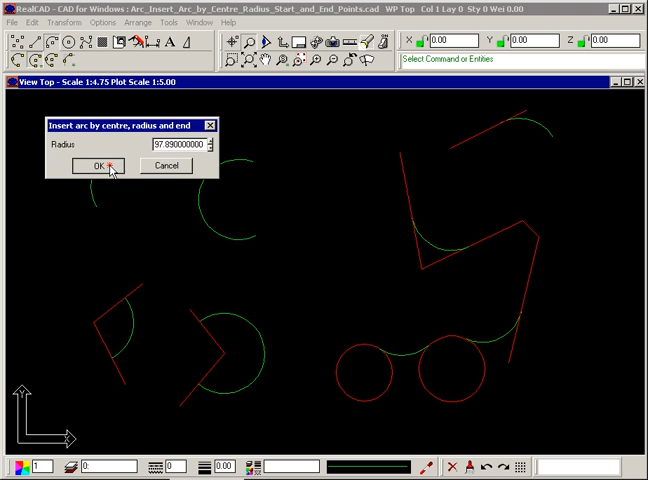 RealCAD - CAD for Windows : Arc_Insert_Arc_by_Centre_Radius_Start_and_End_Points.cad WP Top Col 1 Lay 0 Sty 0 Wei 0.00
File Edit Insert Options Arrange Tools Window Help
A
X 0.00 Y 0.00 Z 0.00
Select Command or Entities
View Top - Scale 1:4.75 Plot Scale 1:5.00
Insert arc by centre, radius and end
Radius 97.890000000
OK Cancel
Y
X
1 0: 0 0.00